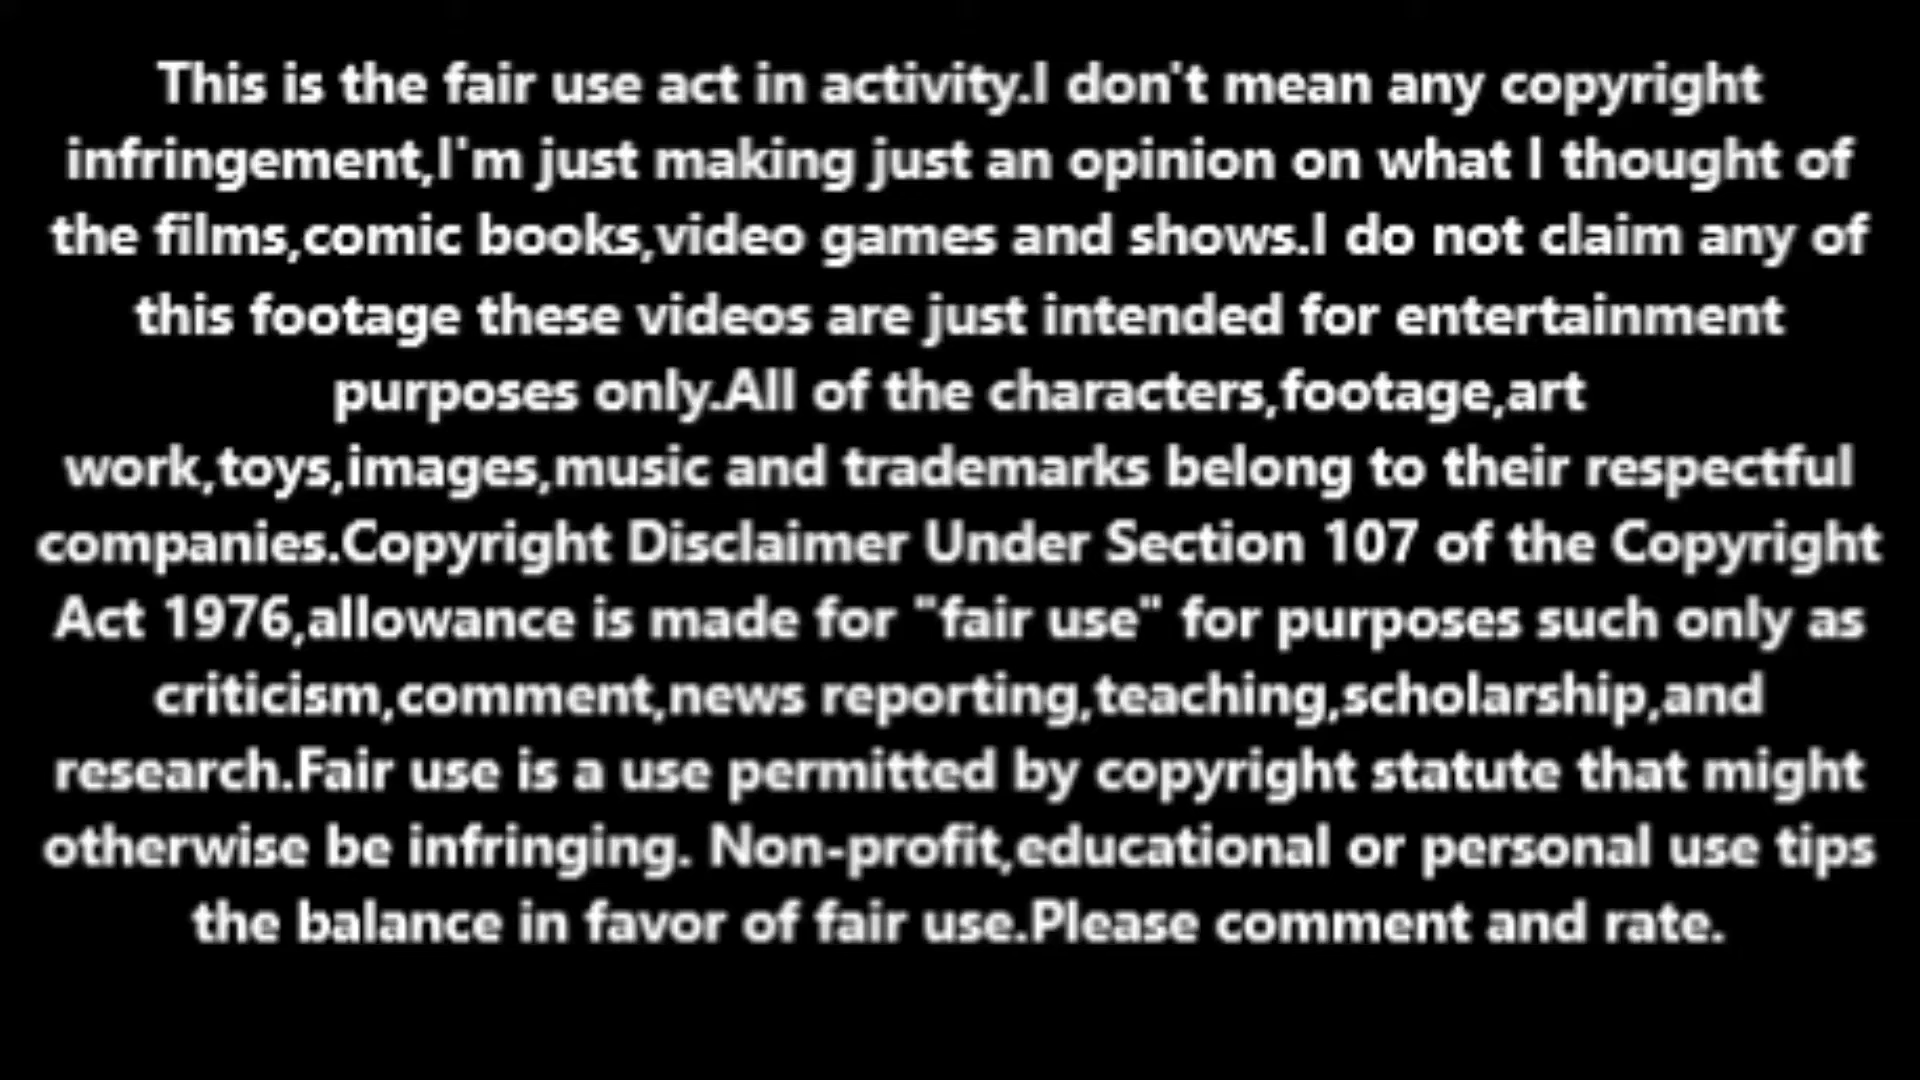 This is the fair use act in activity.I don't mean any copyright
infringement,I'm just making just an opinion on what I thought of
the films,comic books,video games and shows.I do not claim any of
this footage these videos are just intended for entertainment
purposes only.All of the characters,footage,art
work,toys,images,music and trademarks belong to their respectful
companies.Copyright Disclaimer Under Section 107 of the Copyright
Act 1976,allowance is made for "fair use" for purposes such only as
criticism,comment,news reporting,teaching,scholarship,and
research.Fair use is a use permitted by copyright statute that might
otherwise be infringing. Non-profit,educational or personal use tips
the balance in favor of fair use.Please comment and rate.